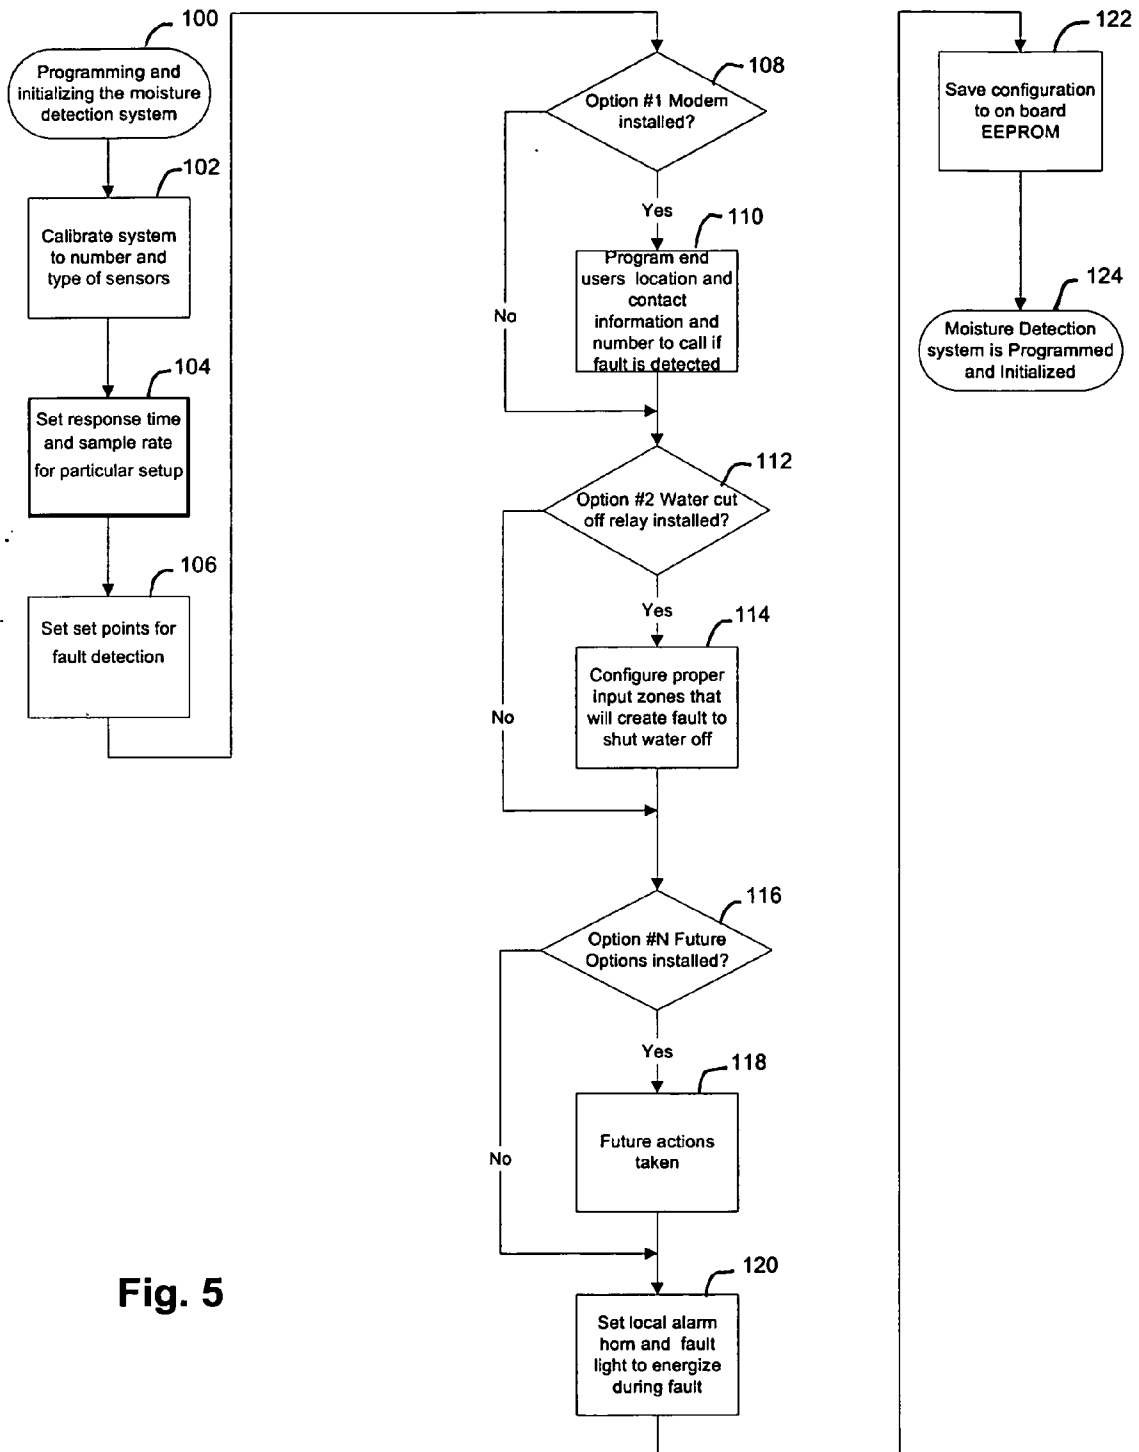 100
Programming and
initializing the moisture
detection system
102
Calibrate system
to number and
type of sensors
104
Set response time
and sample rate
for particular setup
106
Set set points for
fault detection
108
Option #1 Modem
installed?
Yes
No
110
Program end
users location and
contact
information and
number to call if
fault is detected
112
Option #2 Water cut
off relay installed?
Yes
No
114
Configure proper
input zones that
will create fault to
shut water off
116
Option #N Future
Options installed?
Yes
No
118
Future actions
taken
120
Set local alarm
horn and fault
light to energize
during fault
122
Save configuration
to on board
EEPROM
124
Moisture Detection
system is Programmed
and Initialized
Fig. 5